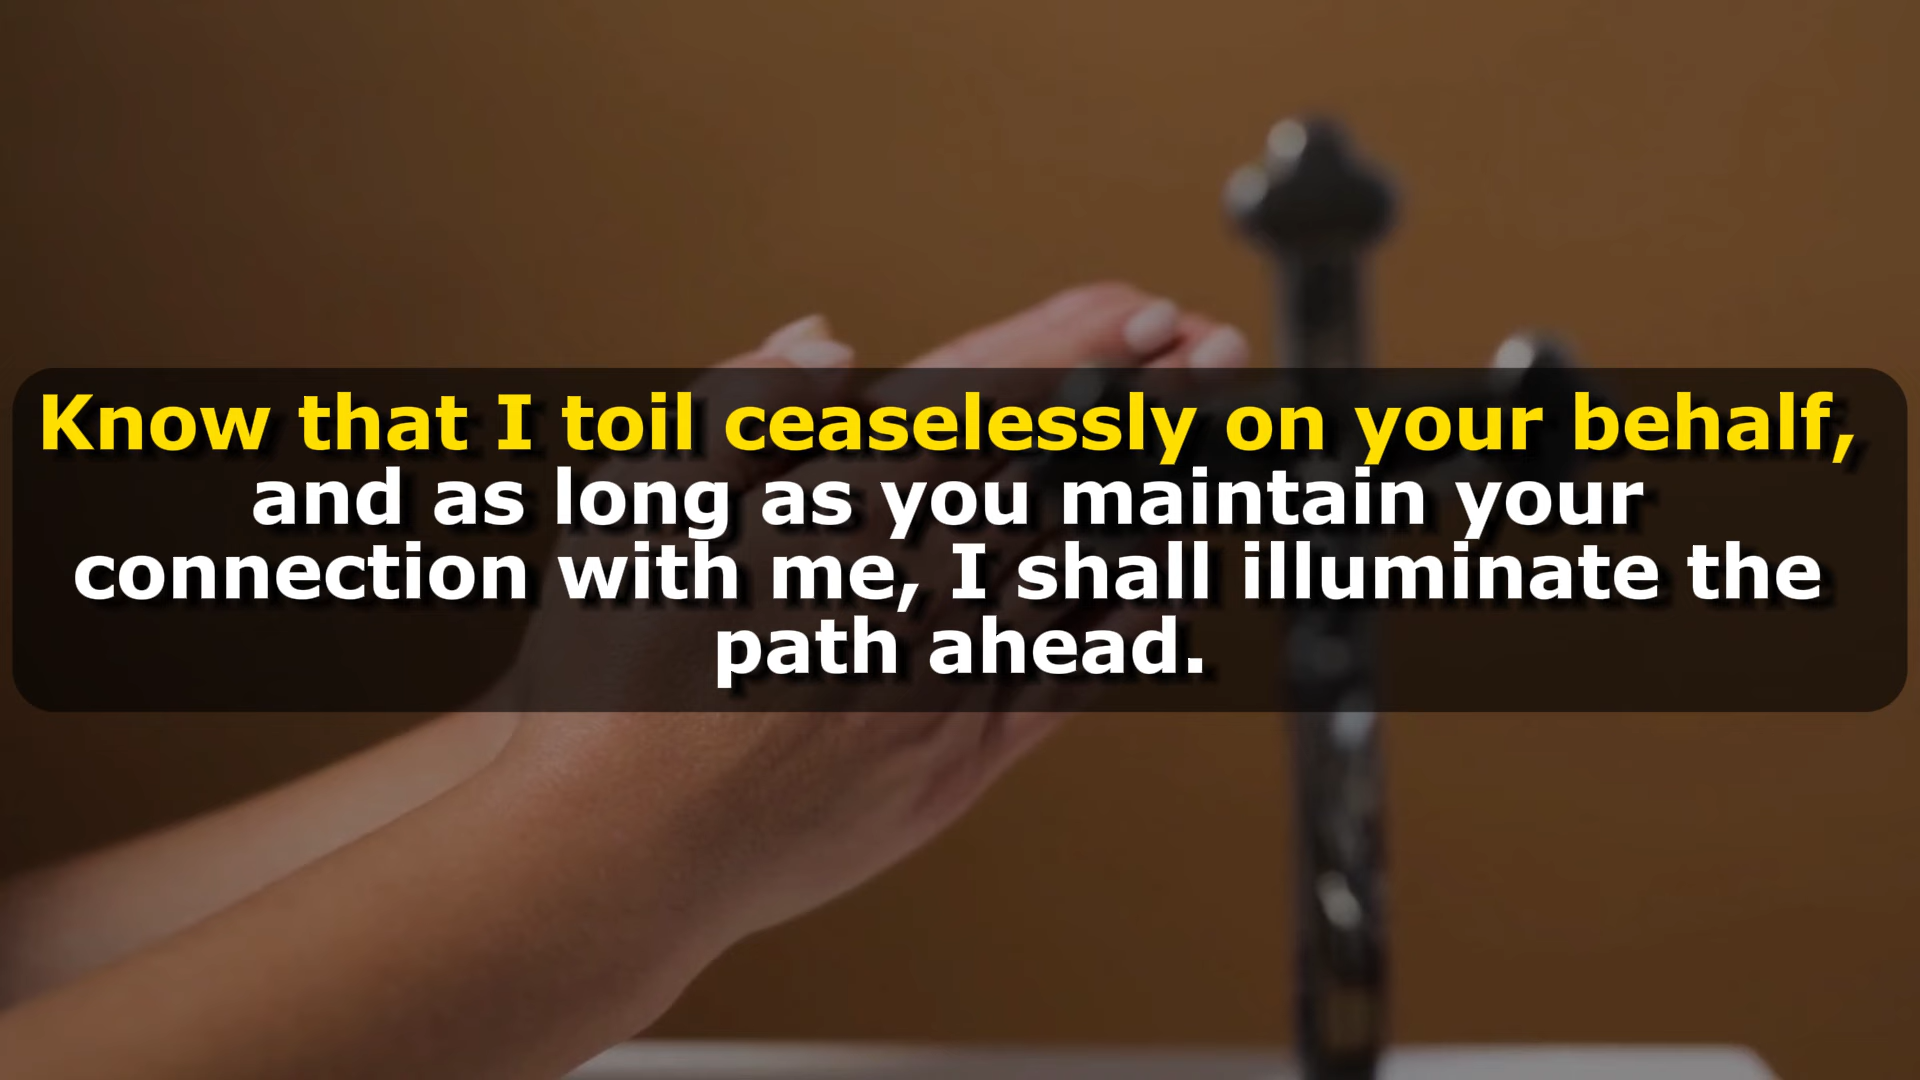 Know that I toil ceaselessly on your behalf,
and as long as you maintain your
connection with me, I shall illuminate the
path ahead.